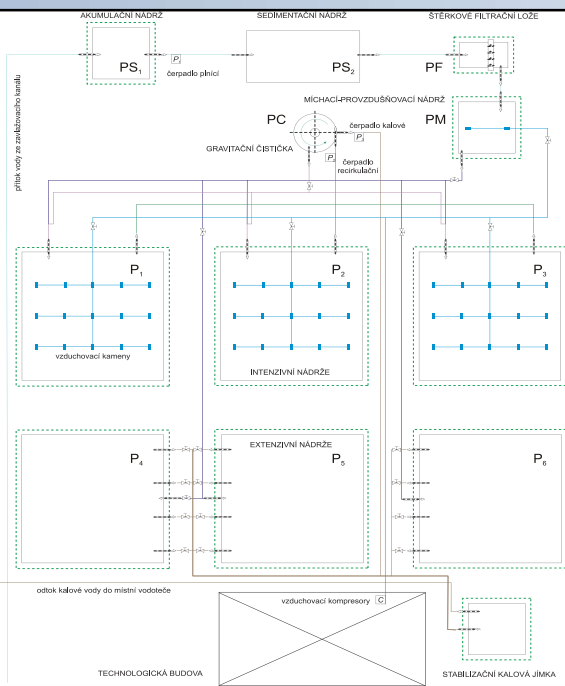 AKUMULAČNÍ NÁDRŽ
SEDIMENTAČNÍ NÁDRŽ
ŠTĚRKOVÉ FILTRAČNÍ LOŽE
PS₁
P
čerpadlo plnící
PS₂
PF
přítok vody ze zavlažovacího kanálu
MÍCHACÍ-PROVZDUŠŇOVACÍ NÁDRŽ
PC
čerpadlo kalové
P
PM
GRAVITAČNÍ ČISTIČKA
P
čerpadlo
recirkulační
P₁
P₂
P₃
vzduchovací kameny
INTENZIVNÍ NÁDRŽE
EXTENZIVNÍ NÁDRŽE
P₄
P₅
P₆
odtok kalové vody do místní vodoteče
vzduchovací kompresory
C
TECHNOLOGICKÁ BUDOVA
STABILIZAČNÍ KALOVÁ JÍMKA